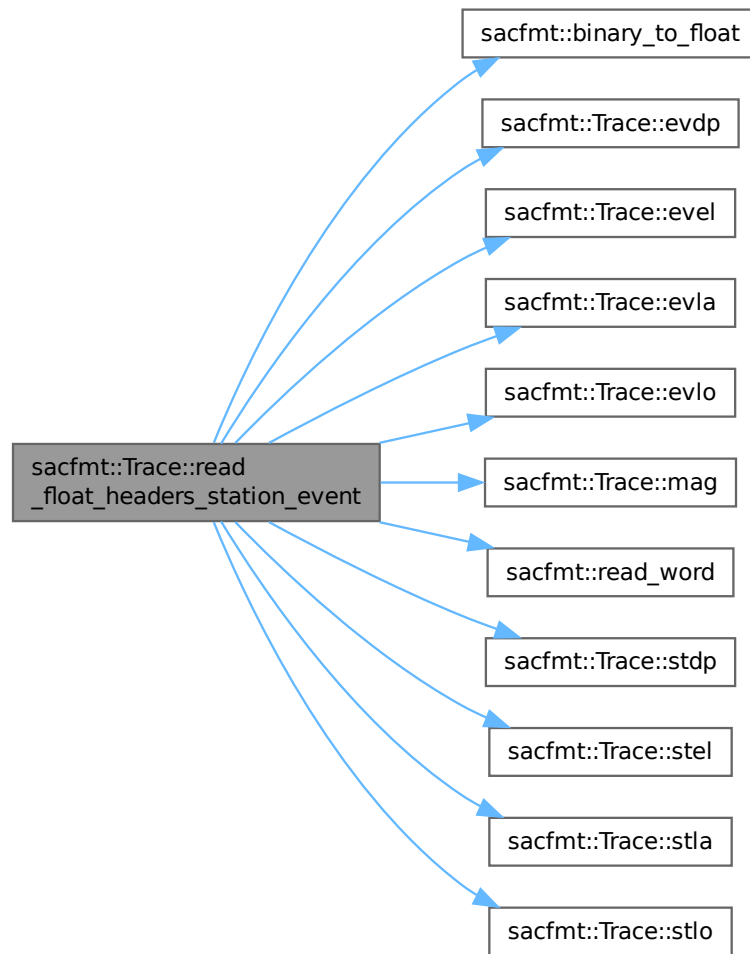 sacfmt::binary_to_float
sacfmt::Trace::evdp
sacfmt::Trace::evel
sacfmt::Trace::evla
sacfmt::Trace::evlo
sacfmt::Trace::read
_float_headers_station_event
sacfmt::Trace::mag
sacfmt::read_word
sacfmt::Trace::stdp
sacfmt::Trace::stel
sacfmt::Trace::stla
sacfmt::Trace::stlo